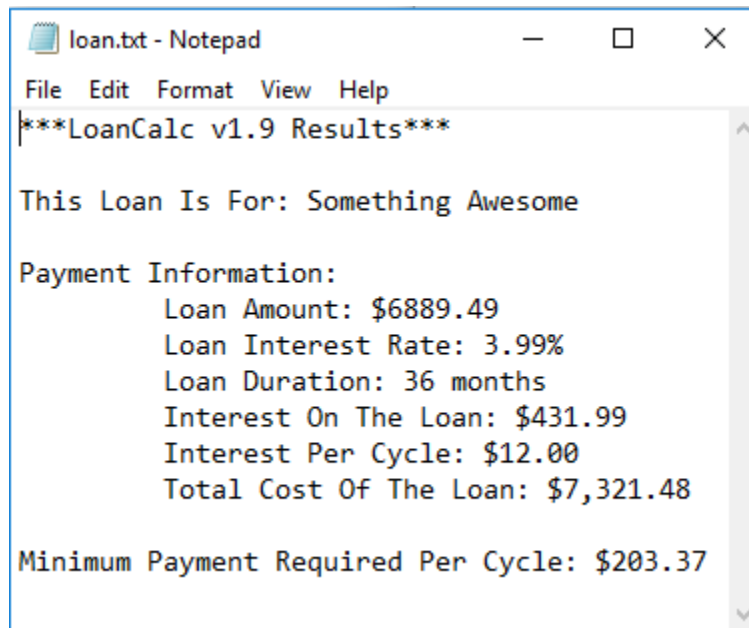 loan.txt - Notepad
File Edit Format View Help
***LoanCalc v1.9 Results***
This Loan Is For: Something Awesome
Payment Information:
Loan Amount: $6889.49
Loan Interest Rate: 3.99%
Loan Duration: 36 months
Interest On The Loan: $431.99
Interest Per Cycle: $12.00
Total Cost Of The Loan: $7,321.48
Minimum Payment Required Per Cycle: $203.37